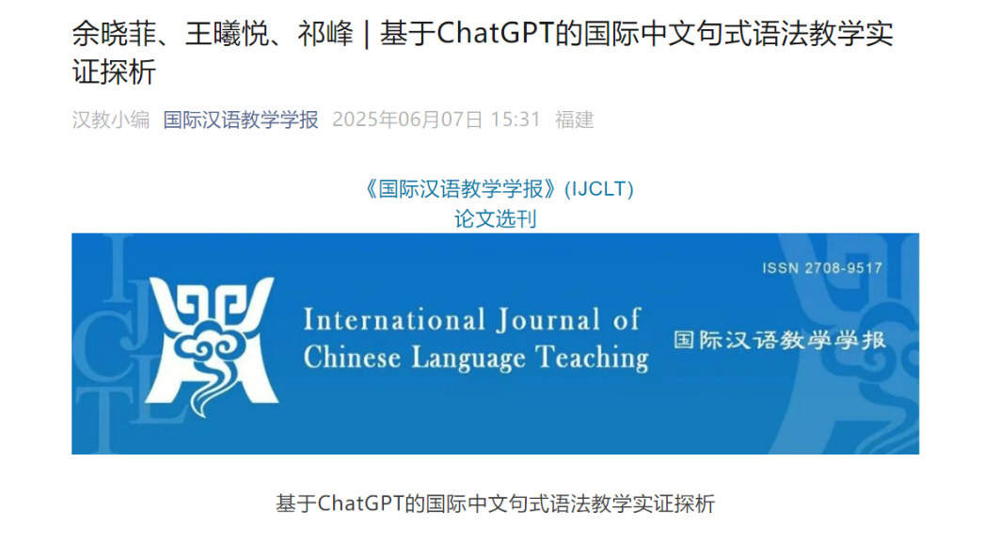 余晓菲、王曦悦、祁峰 | 基于ChatGPT的国际中文句式语法教学实
证探析
汉教小编 国际汉语教学学报 2025年06月07日 15:31 福建
《国际汉语教学学报》(IJCLT)
论文选刊
ISSN 2708-9517
IJCLT
International Journal of
Chinese Language Teaching
国际汉语教学学报
基于ChatGPT的国际中文句式语法教学实证探析